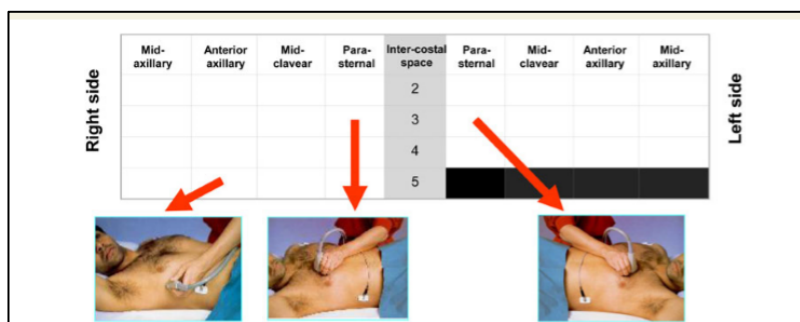 Right side
Mid-
axillary
Anterior
axillary
Mid-
clavear
Para-
sternal
Inter-costal
space
Para-
sternal
Mid-
clavear
Anterior
axillary
Mid-
axillary
2
3
4
5
Left side